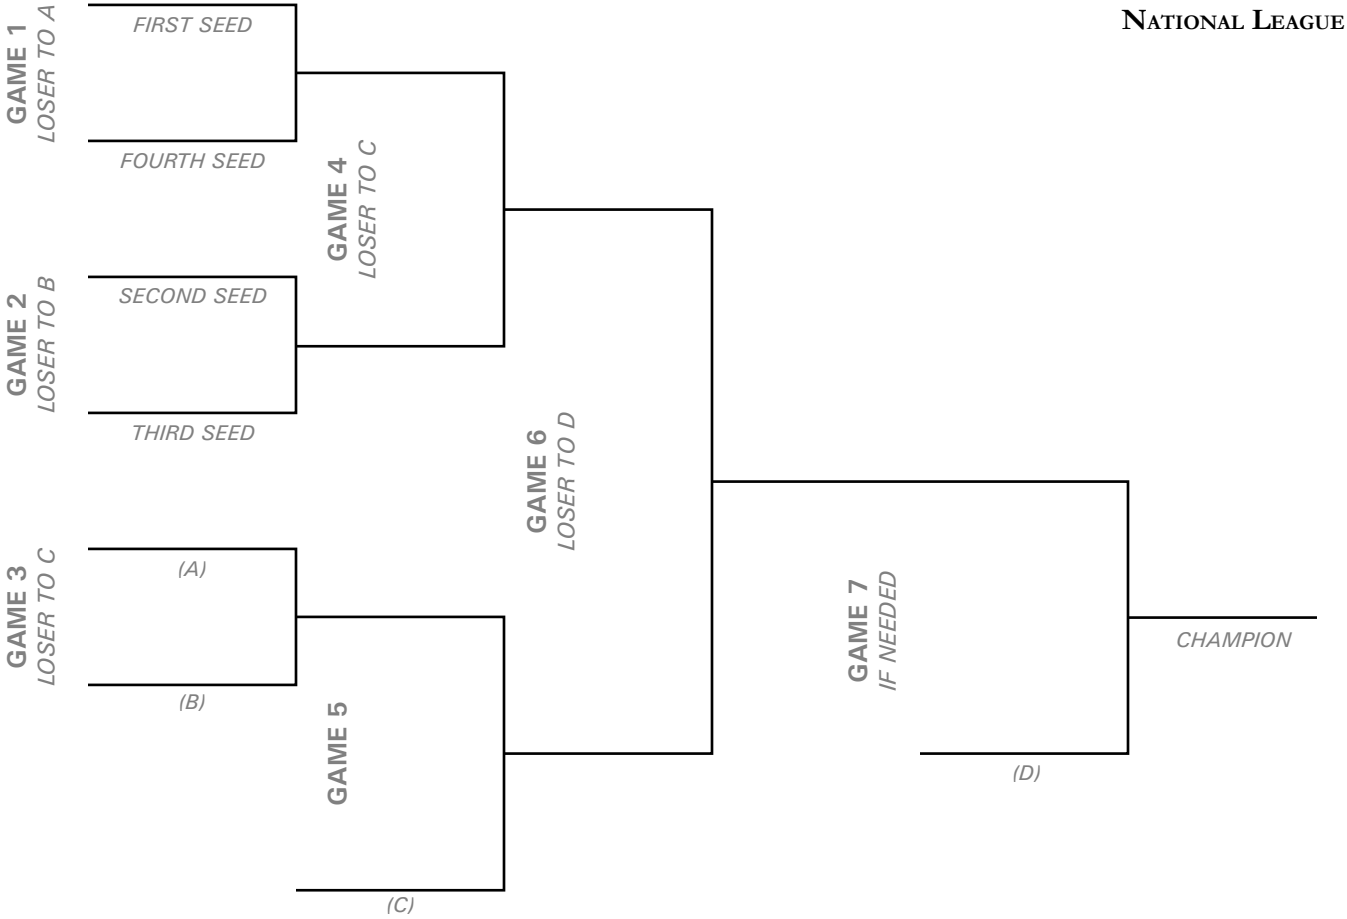 NATIONAL LEAGUE
GAME 1
LOSER TO A
FIRST SEED
FOURTH SEED
GAME 4
LOSER TO C
GAME 2
LOSER TO B
SECOND SEED
THIRD SEED
GAME 6
LOSER TO D
GAME 3
LOSER TO C
(A)
(B)
GAME 5
(C)
GAME 7
IF NEEDED
(D)
CHAMPION